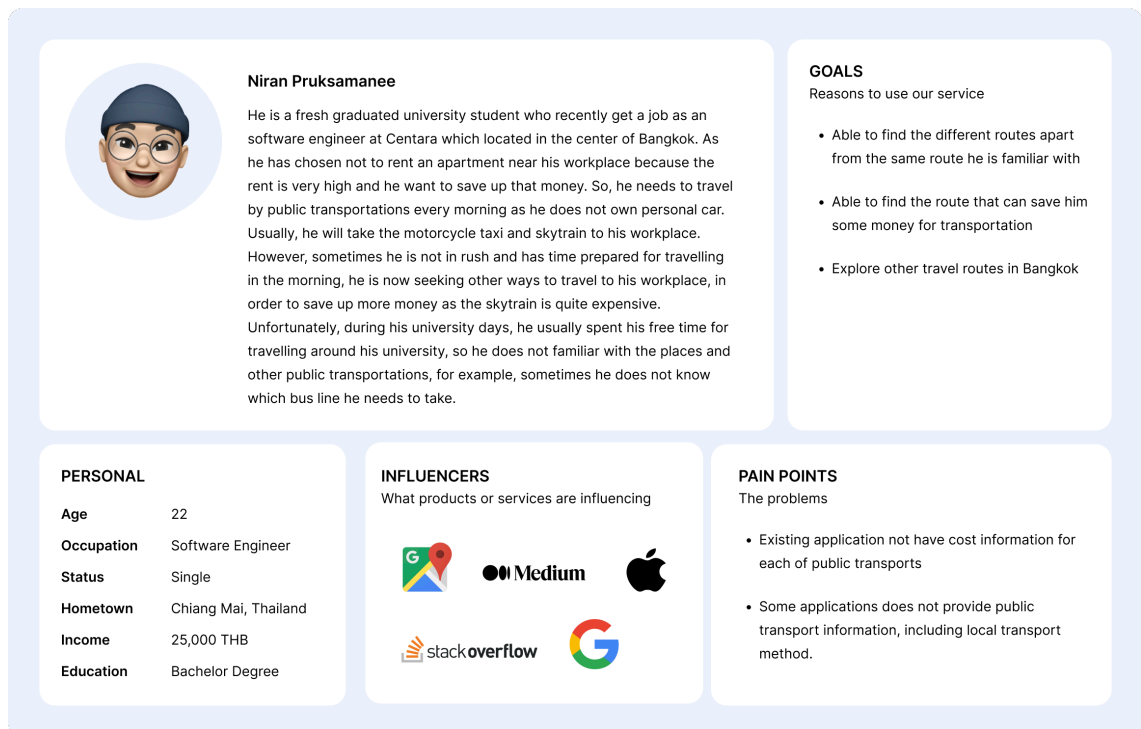 Niran Pruksamanee
He is a fresh graduated university student who recently get a job as an
software engineer at Centara which located in the center of Bangkok. As
he has chosen not to rent an apartment near his workplace because the
rent is very high and he want to save up that money. So, he needs to travel
by public transportations every morning as he does not own personal car.
Usually, he will take the motorcycle taxi and skytrain to his workplace.
However, sometimes he is not in rush and has time prepared for travelling
in the morning, he is now seeking other ways to travel to his workplace, in
order to save up more money as the skytrain is quite expensive.
Unfortunately, during his university days, he usually spent his free time for
travelling around his university, so he does not familiar with the places and
other public transportations, for example, sometimes he does not know
which bus line he needs to take.
GOALS
Reasons to use our service
• Able to find the different routes apart
from the same route he is familiar with
• Able to find the route that can save him
some money for transportation
• Explore other travel routes in Bangkok
PERSONAL
Age 22
Occupation Software Engineer
Status Single
Hometown Chiang Mai, Thailand
Income 25,000 THB
Education Bachelor Degree
INFLUENCERS
What products or services are influencing
G
Medium
stackoverflow
G
PAIN POINTS
The problems
• Existing application not have cost information for
each of public transports
• Some applications does not provide public
transport information, including local transport
method.